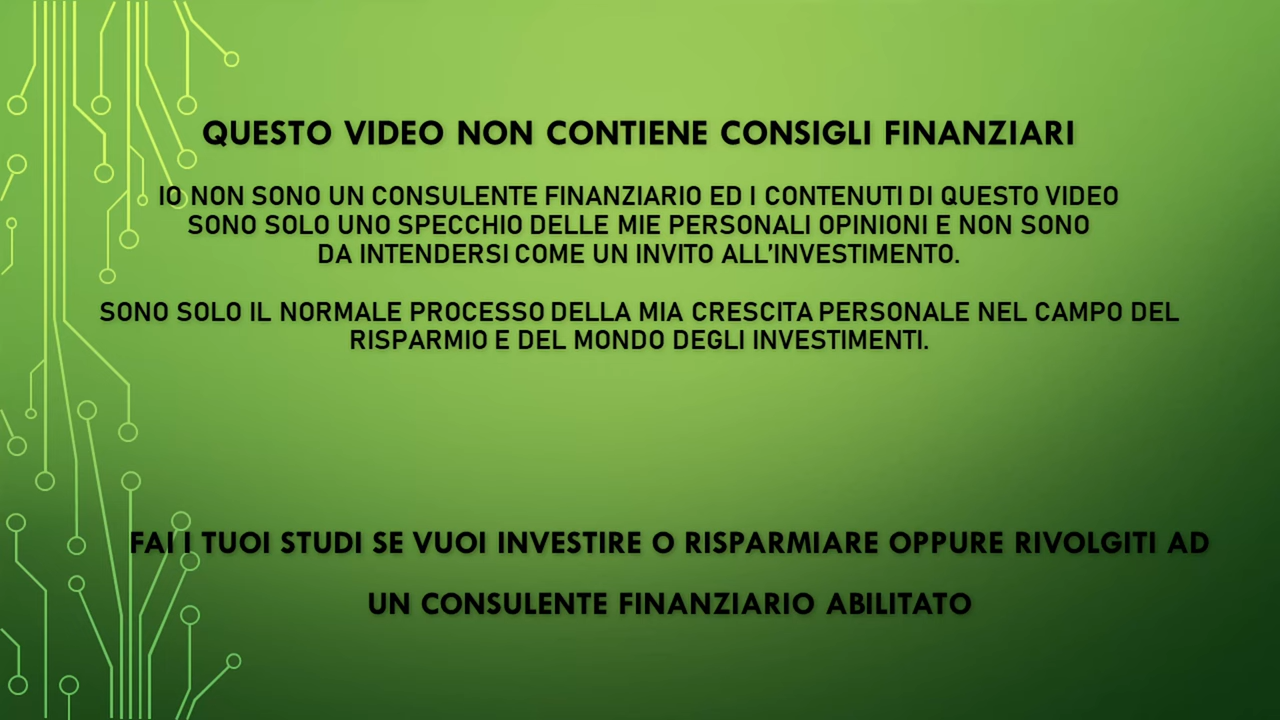 QUESTO VIDEO NON CONTIENE CONSIGLI FINANZIARI
IO NON SONO UN CONSULENTE FINANZIARIO ED I CONTENUTI DI QUESTO VIDEO
SONO SOLO UNO SPECCHIO DELLE MIE PERSONALI OPINIONI E NON SONO
DA INTENDERSI COME UN INVITO ALL'INVESTIMENTO.
SONO SOLO IL NORMALE PROCESSO DELLA MIA CRESCITA PERSONALE NEL CAMPO DEL
RISPARMIO E DEL MONDO DEGLI INVESTIMENTI.
FAI I TUOI STUDI SE VUOI INVESTIRE O RISPARMIARE OPPURE RIVOLGITI AD
UN CONSULENTE FINANZIARIO ABILITATO